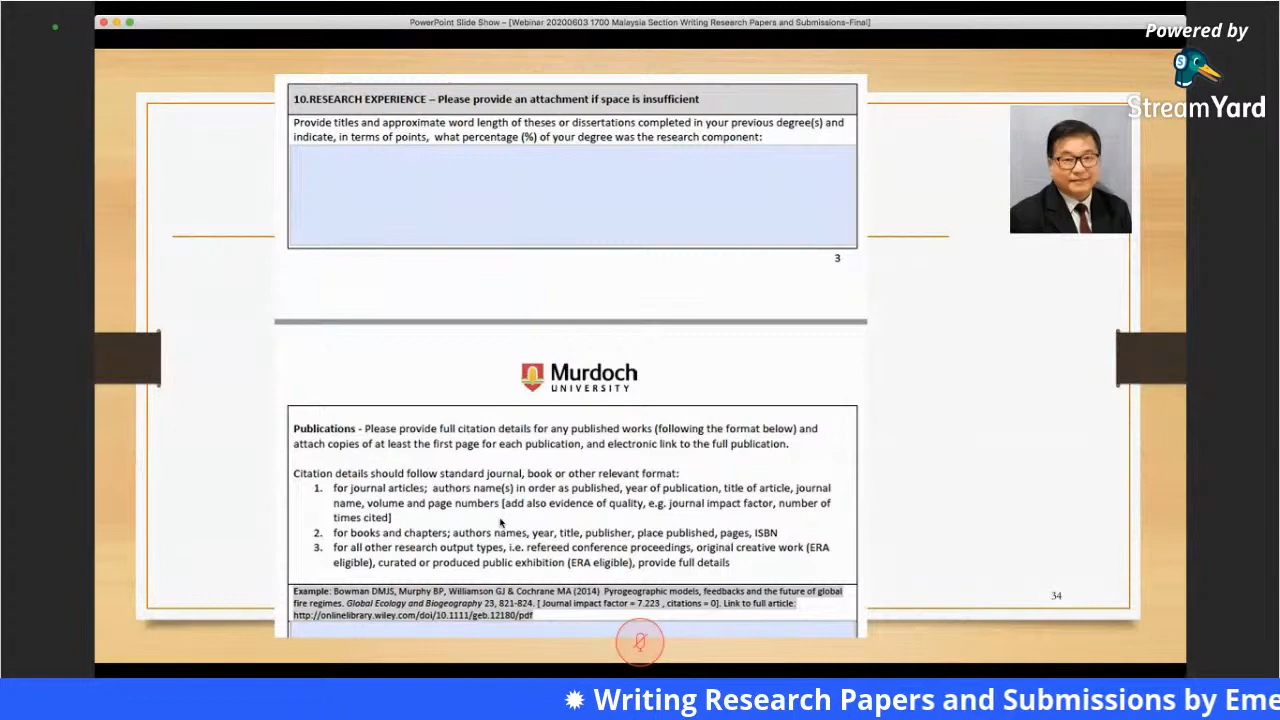 PowerPoint Slide Show – [Webinar 20200603 1700 Malaysia Section Writing Research Papers and Submissions-Final]
Powered by
StreamYard
10.RESEARCH EXPERIENCE – Please provide an attachment if space is insufficient
Provide titles and approximate word length of theses or dissertations completed in your previous degree(s) and
indicate, in terms of points, what percentage (%) of your degree was the research component:
3
Murdoch
UNIVERSITY
Publications - Please provide full citation details for any published works (following the format below) and
attach copies of at least the first page for each publication, and electronic link to the full publication.
Citation details should follow standard journal, book or other relevant format:
1. for journal articles; authors name(s) in order as published, year of publication, title of article, journal
name, volume and page numbers [add also evidence of quality, e.g. journal impact factor, number of
times cited]
2. for books and chapters; authors names, year, title, publisher, place published, pages, ISBN
3. for all other research output types, i.e. refereed conference proceedings, original creative work (ERA
eligible), curated or produced public exhibition (ERA eligible), provide full details
Example: Bowman DMJS, Murphy BP, Williamson GJ & Cochrane MA (2014) Pyrogeographic models, feedbacks and the future of global
fire regimes. Global Ecology and Biogeography 23, 821-824. [ Journal impact factor = 7.223 , citations = 0]. Link to full article:
http://onlinelibrary.wiley.com/doi/10.1111/geb.12180/pdf
34
✹ Writing Research Papers and Submissions by Eme